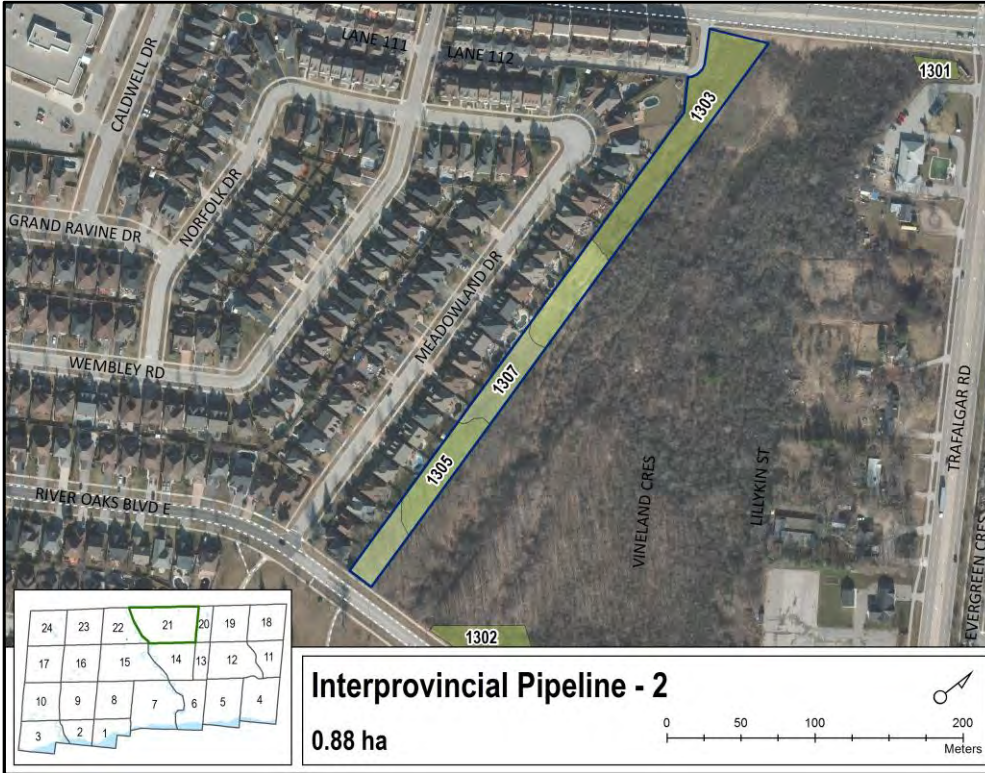 LANE 111
LANE 112
CALDWELL DR
1301
1303
NORFOLK DR
GRAND RAVINE DR
MEADOWLAND DR
WEMBLEY RD
1307
TRAFALGAR RD
1305
RIVER OAKS BLVD E
VINELAND CRES
LILLYKIN ST
EVERGREEN CRES
1302
24 23 22 21 20 19 18
17 16 15 14 13 12 11
10 9 8 7 6 5 4
3 2 1
Interprovincial Pipeline - 2
0.88 ha
0 50 100 200
Meters